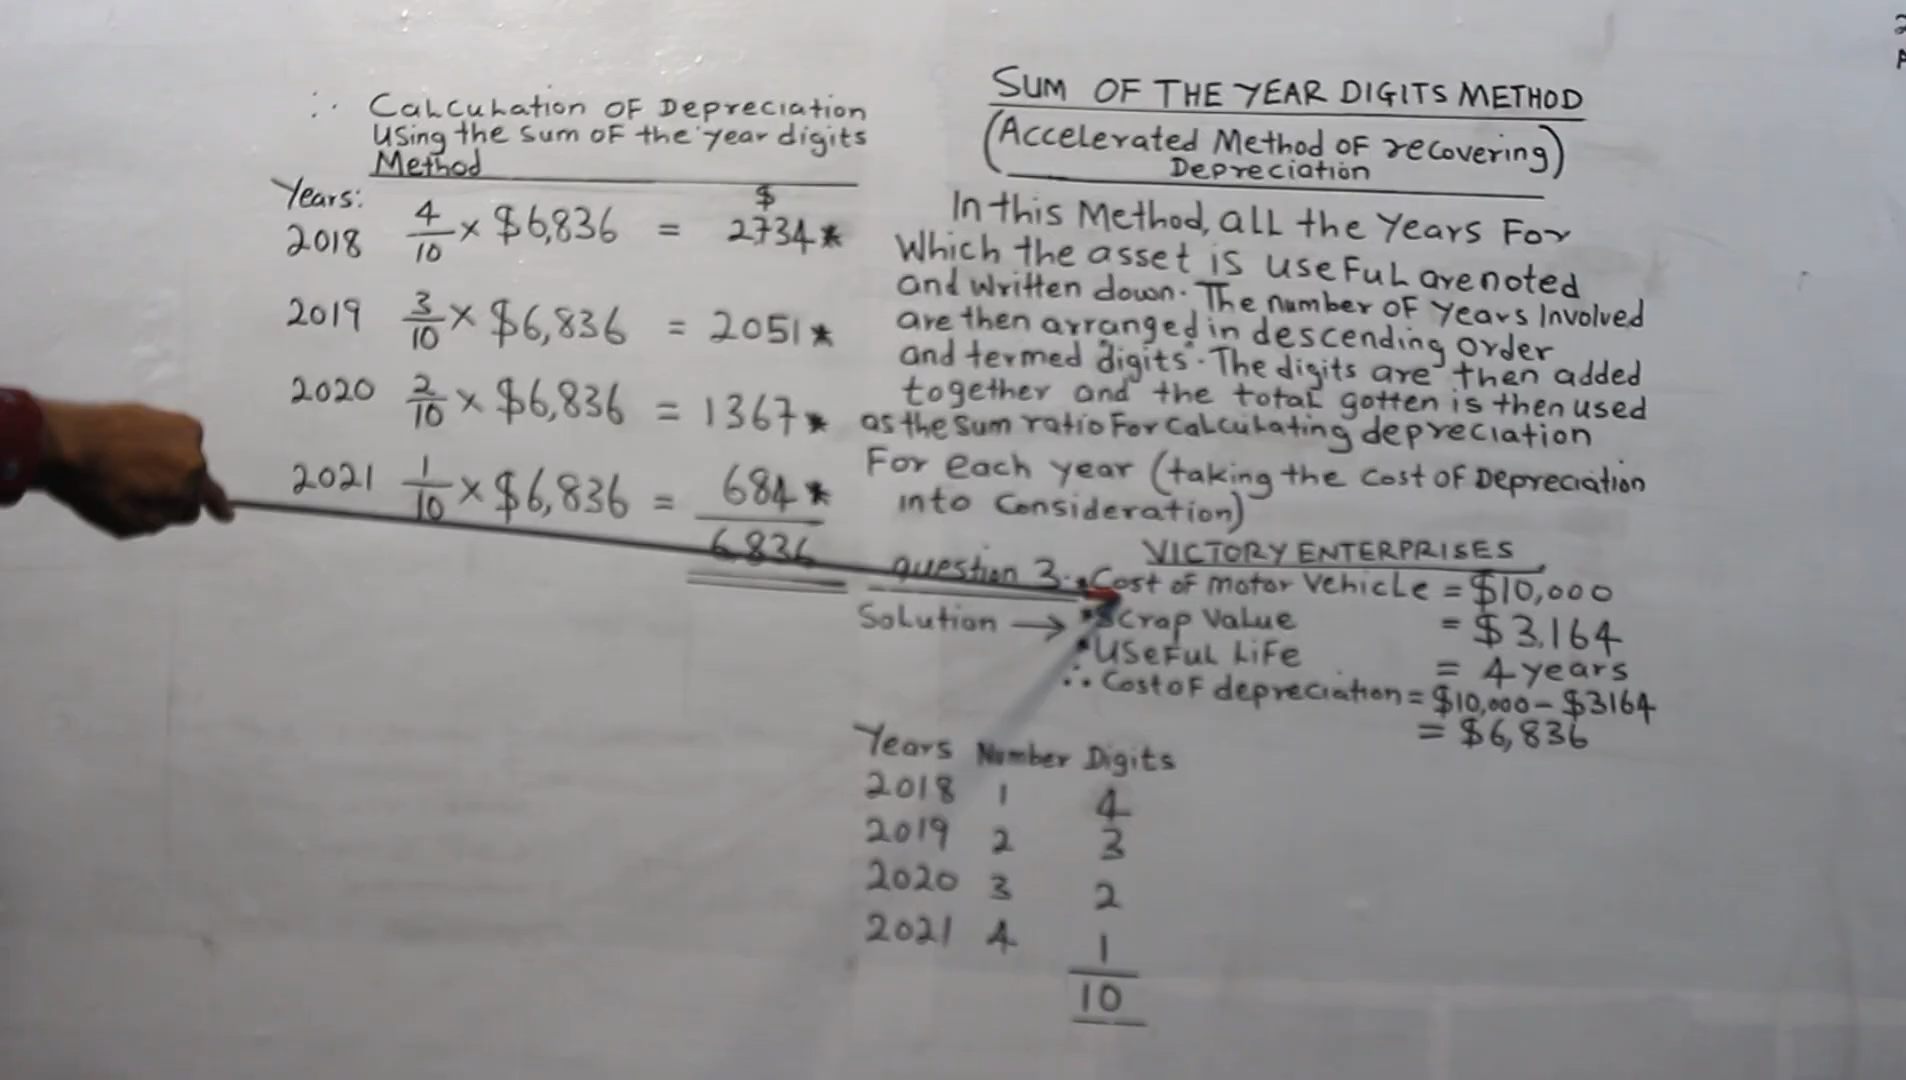 SUM OF THE YEAR DIGITS METHOD
(Accelerated Method OF recovering)
Depreciation
In this Method, all the Years For
Which the asset is useful are noted
and written down. The number of years Involved
are then arranged in descending order
and termed "digits". The digits are then added
together and the total gotten is then used
as the sum ratio For Calculating depreciation
For each year (taking the cost of Depreciation
into Consideration)
VICTORY ENTERPRISES
question 3. • Cost of motor Vehicle = $10,000
Solution → • Scrap Value = $3,164
• Useful Life = 4 years
∴ Cost of depreciation = $10,000 - $3164
= $6,836
Years Number Digits
2018 1 4
2019 2 3
2020 3 2
2021 4 1
10
∴ Calculation OF Depreciation
Using the sum OF the year digits
Method
Years: $
2018 4/10 × $6,836 = 2734*
2019 3/10 × $6,836 = 2051*
2020 2/10 × $6,836 = 1367*
2021 1/10 × $6,836 = 684*
6836